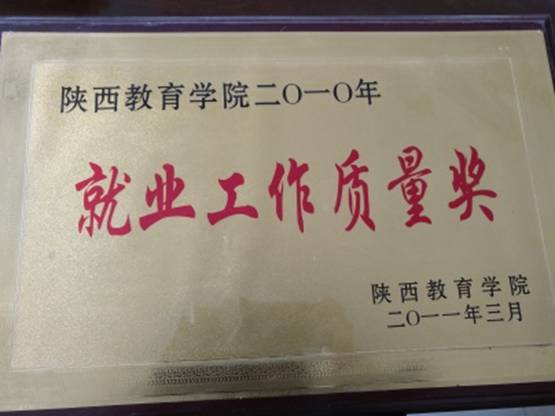 陕西教育学院二〇一〇年
就业工作质量奖
陕西教育学院
二〇一一年三月